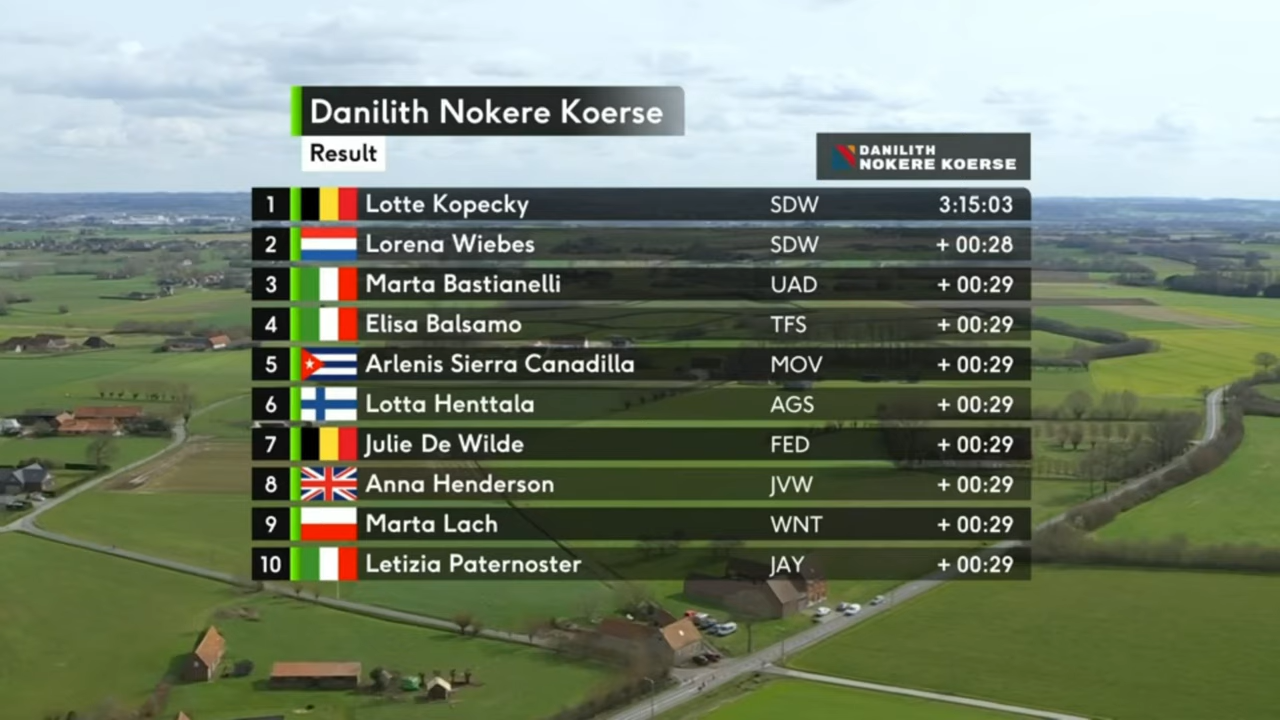 Danilith Nokere Koerse
Result
DANILITH
NOKERE KOERSE
1 Lotte Kopecky SDW 3:15:03
2 Lorena Wiebes SDW + 00:28
3 Marta Bastianelli UAD + 00:29
4 Elisa Balsamo TFS + 00:29
5 Arlenis Sierra Canadilla MOV + 00:29
6 Lotta Henttala AGS + 00:29
7 Julie De Wilde FED + 00:29
8 Anna Henderson JVW + 00:29
9 Marta Lach WNT + 00:29
10 Letizia Paternoster JAY + 00:29